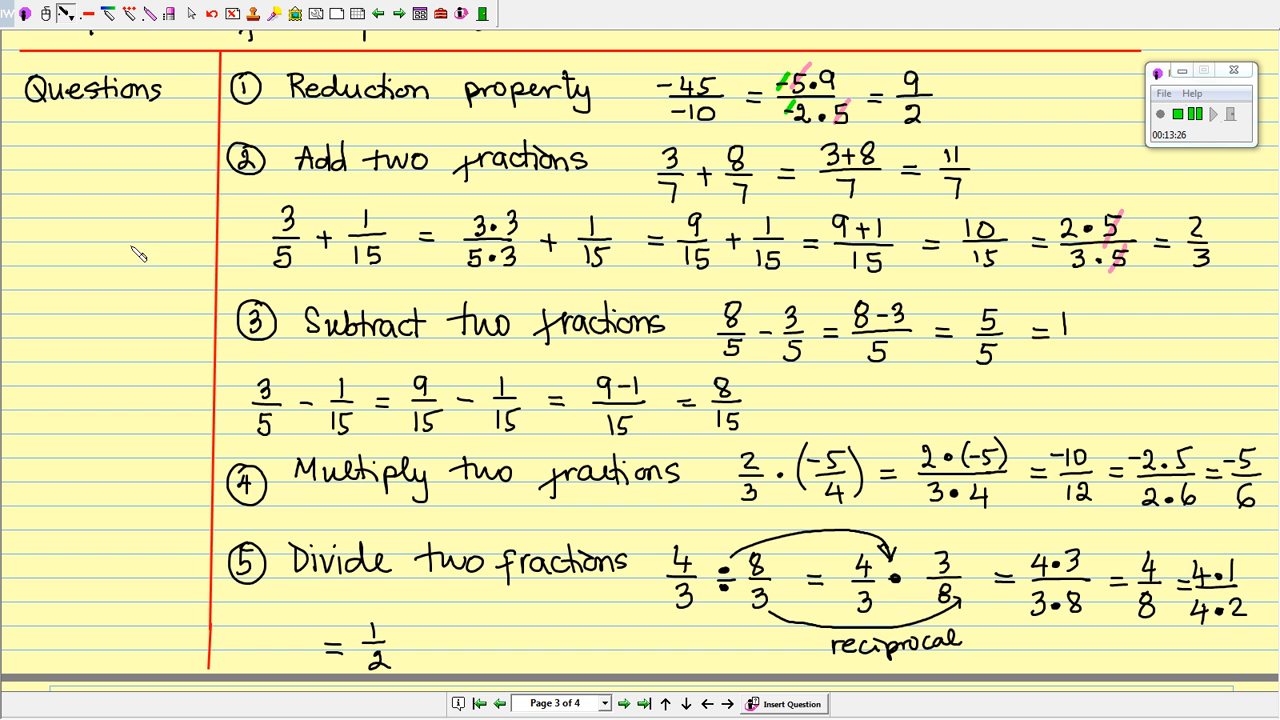 File Help
00:13:26
Questions
① Reduction property -45/-10 = -5·9/-2·5 = 9/2
② Add two fractions 3/7 + 8/7 = 3+8/7 = 11/7
3/5 + 1/15 = 3·3/5·3 + 1/15 = 9/15 + 1/15 = 9+1/15 = 10/15 = 2·5/3·5 = 2/3
③ Subtract two fractions 8/5 - 3/5 = 8-3/5 = 5/5 = 1
3/5 - 1/15 = 9/15 - 1/15 = 9-1/15 = 8/15
④ Multiply two fractions 2/3 · (-5/4) = 2·(-5)/3·4 = -10/12 = -2·5/2·6 = -5/6
⑤ Divide two fractions 4/3 ÷ 8/3 = 4/3 · 3/8 = 4·3/3·8 = 4/8 = 4·1/4·2
reciprocal
= 1/2
Page 3 of 4 Insert Question